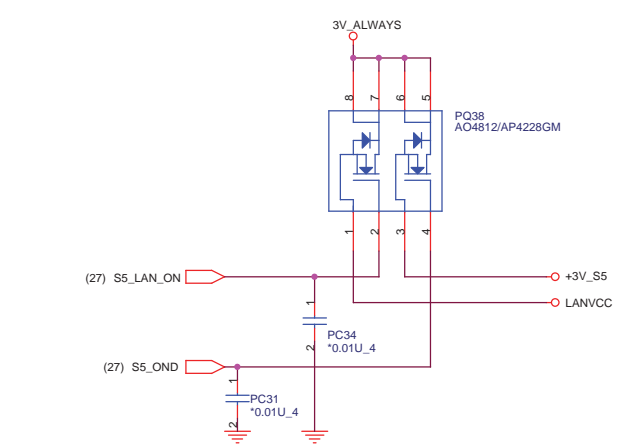 3V_ALWAYS
8 7 6 5
PQ38
AO4812/AP4228GM
1 2 3 4
(27) S5_LAN_ON
+3V_S5
LANVCC
1
PC34
2
*0.01U_4
(27) S5_OND
1
PC31
*0.01U_4
2